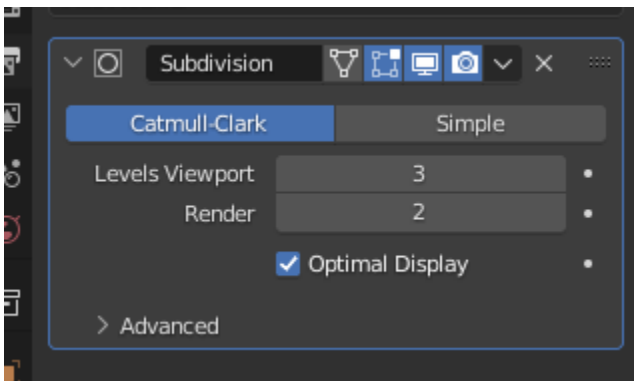 Subdivision
Catmull-Clark Simple
Levels Viewport 3
Render 2
Optimal Display
Advanced